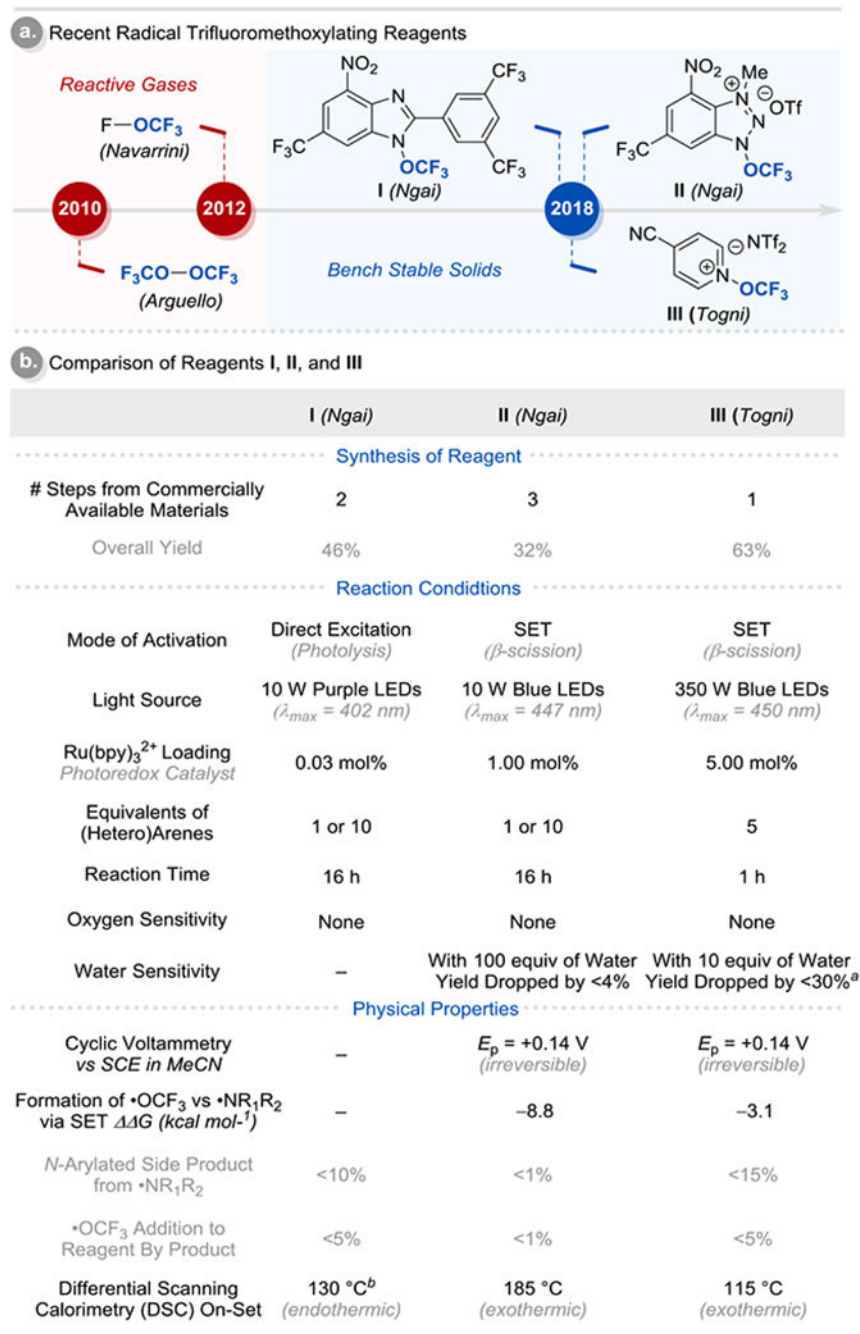 a. Recent Radical Trifluoromethoxylating Reagents
Reactive Gases
F—OCF3
(Navarrini)
2010
2012
F3CO—OCF3
(Arguello)
NO2
CF3
N
N
F3C
OCF3
CF3
I (Ngai)
2018
Bench Stable Solids
NO2
Me
N
+
−
OTf
N
N
F3C
OCF3
II (Ngai)
NC
−
NTf2
+
N
OCF3
III (Togni)
b. Comparison of Reagents I, II, and III
I (Ngai) II (Ngai) III (Togni)
Synthesis of Reagent
# Steps from Commercially
Available Materials
2 3 1
Overall Yield 46% 32% 63%
Reaction Condidtions
Mode of Activation
Direct Excitation SET SET
(Photolysis) (β-scission) (β-scission)
Light Source
10 W Purple LEDs 10 W Blue LEDs 350 W Blue LEDs
(λmax = 402 nm) (λmax = 447 nm) (λmax = 450 nm)
Ru(bpy)3 2+ Loading
Photoredox Catalyst
0.03 mol% 1.00 mol% 5.00 mol%
Equivalents of
(Hetero)Arenes
1 or 10 1 or 10 5
Reaction Time 16 h 16 h 1 h
Oxygen Sensitivity None None None
Water Sensitivity –
With 100 equiv of Water With 10 equiv of Water
Yield Dropped by <4% Yield Dropped by <30%a
Physical Properties
Cyclic Voltammetry
vs SCE in MeCN
– Ep = +0.14 V Ep = +0.14 V
(irreversible) (irreversible)
Formation of •OCF3 vs •NR1R2
via SET ΔΔG (kcal mol-1)
– −8.8 −3.1
N-Arylated Side Product
from •NR1R2
<10% <1% <15%
•OCF3 Addition to
Reagent By Product
<5% <1% <5%
Differential Scanning
Calorimetry (DSC) On-Set
130 °Cb 185 °C 115 °C
(endothermic) (exothermic) (exothermic)